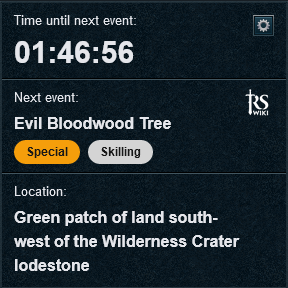 Time until next event:
01:46:56
Next event:
RS
WIKI
Evil Bloodwood Tree
Special
Skilling
Location:
Green patch of land south-
west of the Wilderness Crater
lodestone